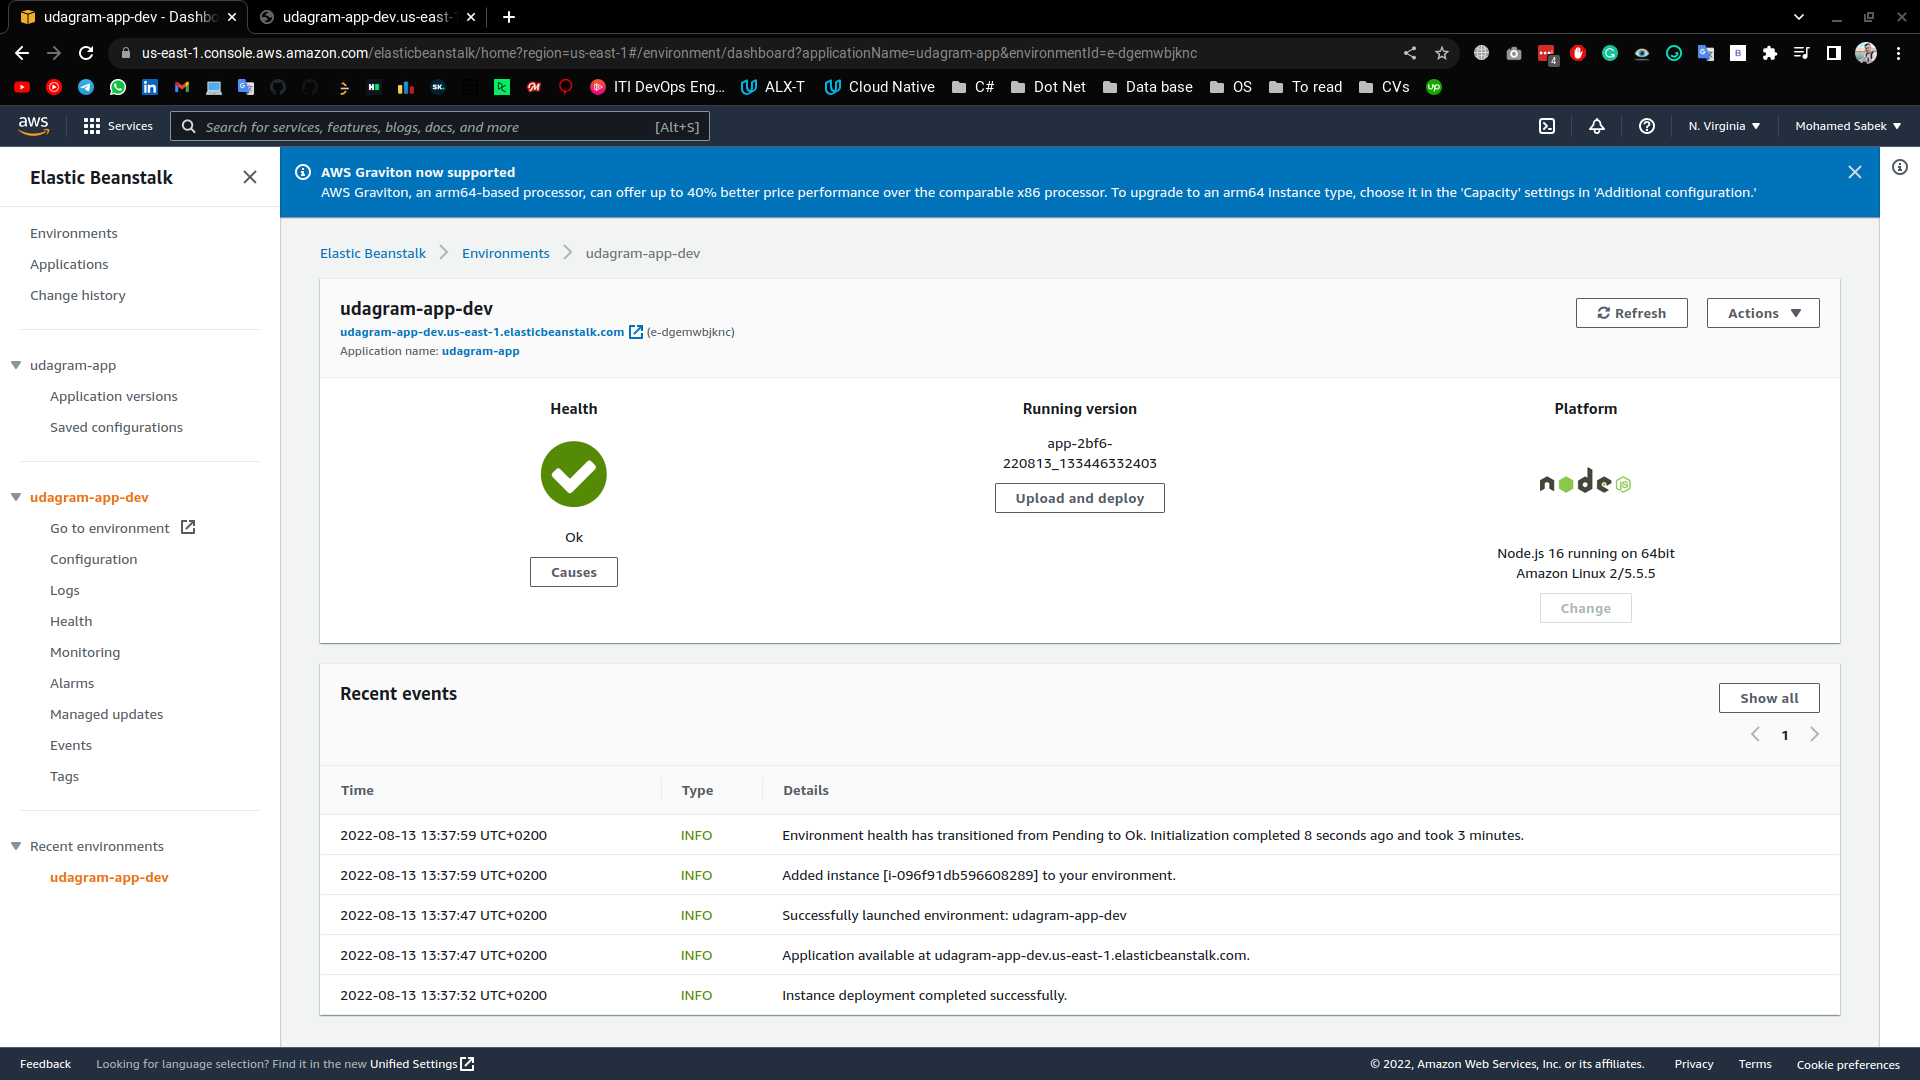 udagram-app-dev - Dashbo
udagram-app-dev.us-east-1
us-east-1.console.aws.amazon.com/elasticbeanstalk/home?region=us-east-1#/environment/dashboard?applicationName=udagram-app&environmentId=e-dgemwbjknc
4
ITI DevOps Eng... ALX-T Cloud Native C# Dot Net Data base OS To read CVs
aws Services Search for services, features, blogs, docs, and more [Alt+S] N. Virginia Mohamed Sabek
Elastic Beanstalk
Environments
Applications
Change history
udagram-app
Application versions
Saved configurations
udagram-app-dev
Go to environment
Configuration
Logs
Health
Monitoring
Alarms
Managed updates
Events
Tags
Recent environments
udagram-app-dev
AWS Graviton now supported
AWS Graviton, an arm64-based processor, can offer up to 40% better price performance over the comparable x86 processor. To upgrade to an arm64 instance type, choose it in the 'Capacity' settings in 'Additional configuration.'
Elastic Beanstalk Environments udagram-app-dev
udagram-app-dev
udagram-app-dev.us-east-1.elasticbeanstalk.com (e-dgemwbjknc)
Application name: udagram-app
Refresh Actions
Health
Ok
Causes
Running version
app-2bf6-
220813_133446332403
Upload and deploy
Platform
node JS
Node.js 16 running on 64bit
Amazon Linux 2/5.5.5
Change
Recent events
Show all
1
Time Type Details
2022-08-13 13:37:59 UTC+0200 INFO Environment health has transitioned from Pending to Ok. Initialization completed 8 seconds ago and took 3 minutes.
2022-08-13 13:37:59 UTC+0200 INFO Added instance [i-096f91db596608289] to your environment.
2022-08-13 13:37:47 UTC+0200 INFO Successfully launched environment: udagram-app-dev
2022-08-13 13:37:47 UTC+0200 INFO Application available at udagram-app-dev.us-east-1.elasticbeanstalk.com.
2022-08-13 13:37:32 UTC+0200 INFO Instance deployment completed successfully.
Feedback Looking for language selection? Find it in the new Unified Settings © 2022, Amazon Web Services, Inc. or its affiliates. Privacy Terms Cookie preferences